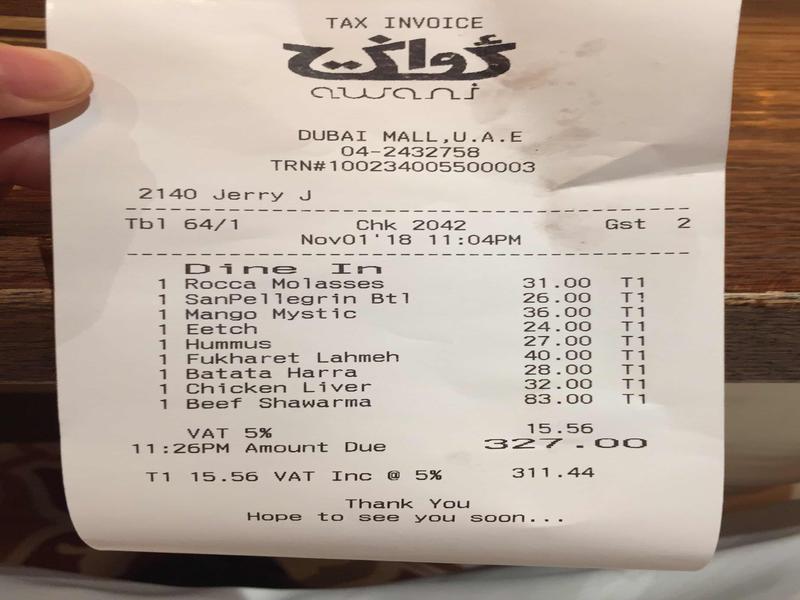 TAX INVOICE
أواني
awani
DUBAI MALL,U.A.E
04-2432758
TRN#100234005500003
2140 Jerry J
Tbl 64/1 Chk 2042 Gst 2
Nov01'18 11:04PM
Dine In
1 Rocca Molasses 31.00 T1
1 SanPellegrin Btl 26.00 T1
1 Mango Mystic 36.00 T1
1 Eetch 24.00 T1
1 Hummus 27.00 T1
1 Fukharet Lahmeh 40.00 T1
1 Batata Harra 28.00 T1
1 Chicken Liver 32.00 T1
1 Beef Shawarma 83.00 T1
VAT 5% 15.56
11:26PM Amount Due 327.00
T1 15.56 VAT Inc @ 5% 311.44
Thank You
Hope to see you soon...